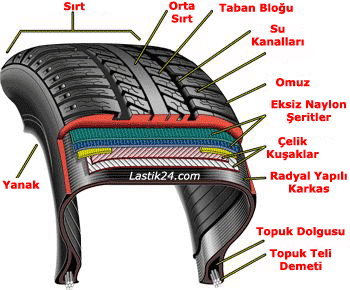 Sırt
Orta
Sırt
Taban Bloğu
Su
Kanalları
Omuz
Eksiz Naylon
Şeritler
Çelik
Kuşaklar
Yanak
Radyal Yapılı
Karkas
Lastik24.com
Topuk Dolgusu
Topuk Teli
Demeti